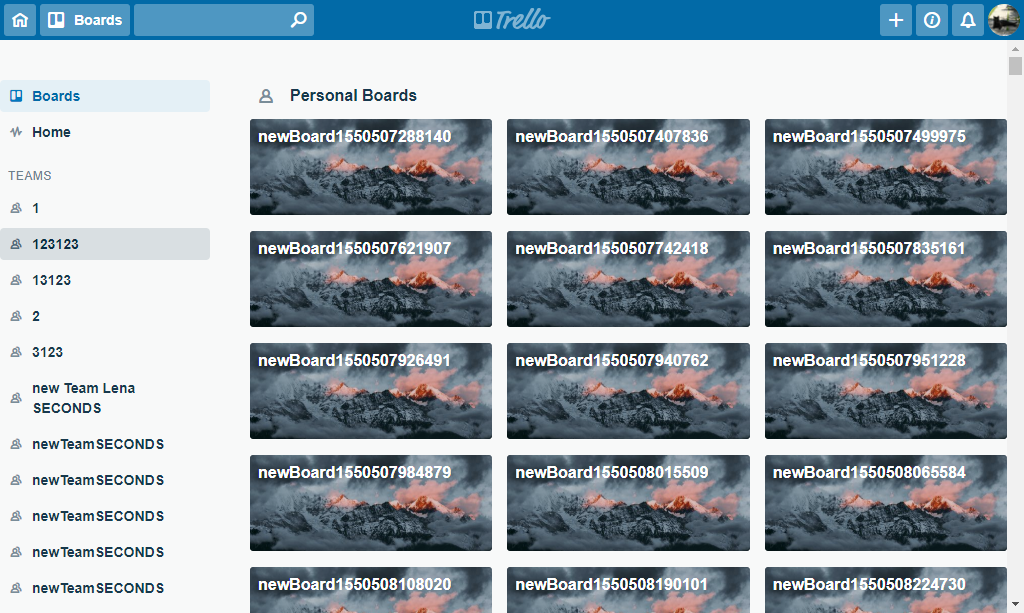 Boards
Trello
Boards
Home
TEAMS
1
123123
13123
2
3123
new Team Lena
SECONDS
newTeamSECONDS
newTeamSECONDS
newTeamSECONDS
newTeamSECONDS
newTeamSECONDS
Personal Boards
newBoard1550507288140
newBoard1550507407836
newBoard1550507499975
newBoard1550507621907
newBoard1550507742418
newBoard1550507835161
newBoard1550507926491
newBoard1550507940762
newBoard1550507951228
newBoard1550507984879
newBoard1550508015509
newBoard1550508065584
newBoard1550508108020
newBoard1550508190101
newBoard1550508224730